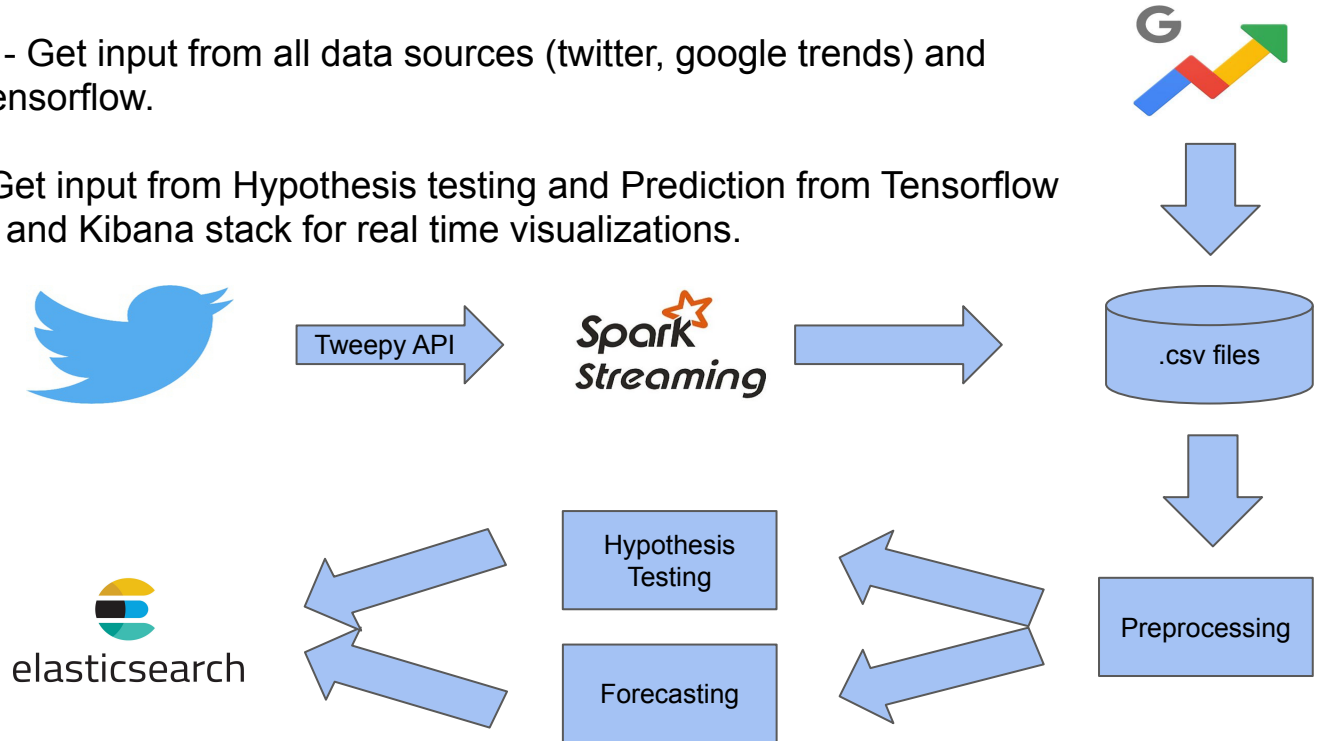 - Get input from all data sources (twitter, google trends) and
ensorflow.
Get input from Hypothesis testing and Prediction from Tensorflow
and Kibana stack for real time visualizations.
G
Tweepy API
Spark
Streaming
.csv files
Hypothesis
Testing
Preprocessing
elasticsearch
Forecasting